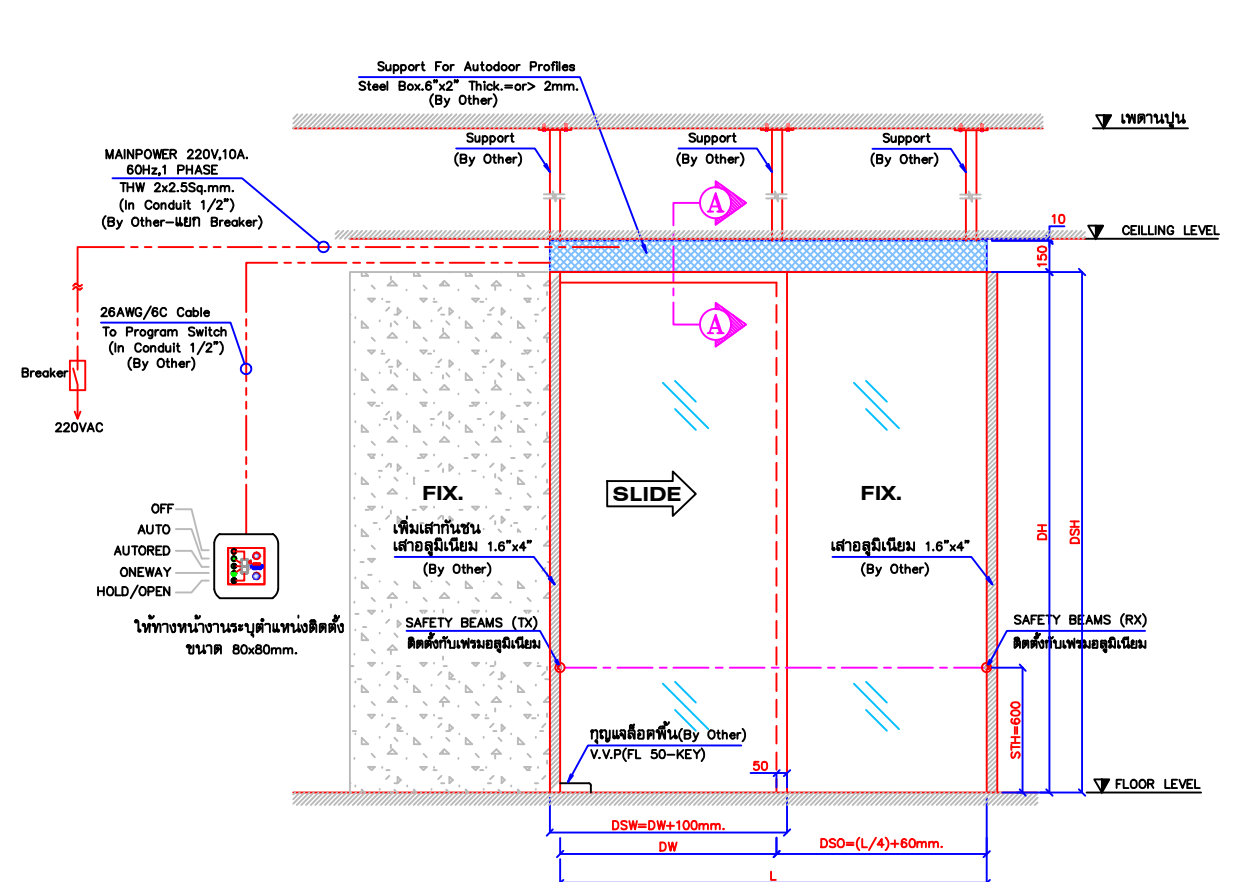 Support For Autodoor Profiles
Steel Box.6"x2" Thick.=or> 2mm.
(By Other)
Support
(By Other)
Support
(By Other)
Support
(By Other)
เพดานปูน
MAINPOWER 220V,10A.
60Hz,1 PHASE
THW 2x2.5Sq.mm.
(In Conduit 1/2")
(By Other-แยก Breaker)
A
10
CEILLING LEVEL
150
26AWG/6C Cable
To Program Switch
(In Conduit 1/2")
(By Other)
A
Breaker
220VAC
FIX.
SLIDE
FIX.
OFF
AUTO
AUTORED
ONEWAY
HOLD/OPEN
เพิ่มเสากันชน
เสาอลูมิเนียม 1.6"x4"
(By Other)
เสาอลูมิเนียม 1.6"x4"
(By Other)
DH
DSH
ให้ทางหน้างานระบุตำแหน่งติดตั้ง
ขนาด 80x80mm.
SAFETY BEAMS (TX)
ติดตั้งกับเฟรมอลูมิเนียม
SAFETY BEAMS (RX)
ติดตั้งกับเฟรมอลูมิเนียม
STH=600
กุญแจล็อตพื้น(By Other)
V.V.P(FL 50-KEY)
50
FLOOR LEVEL
DSW=DW+100mm.
DW
DSO=(L/4)+60mm.
L